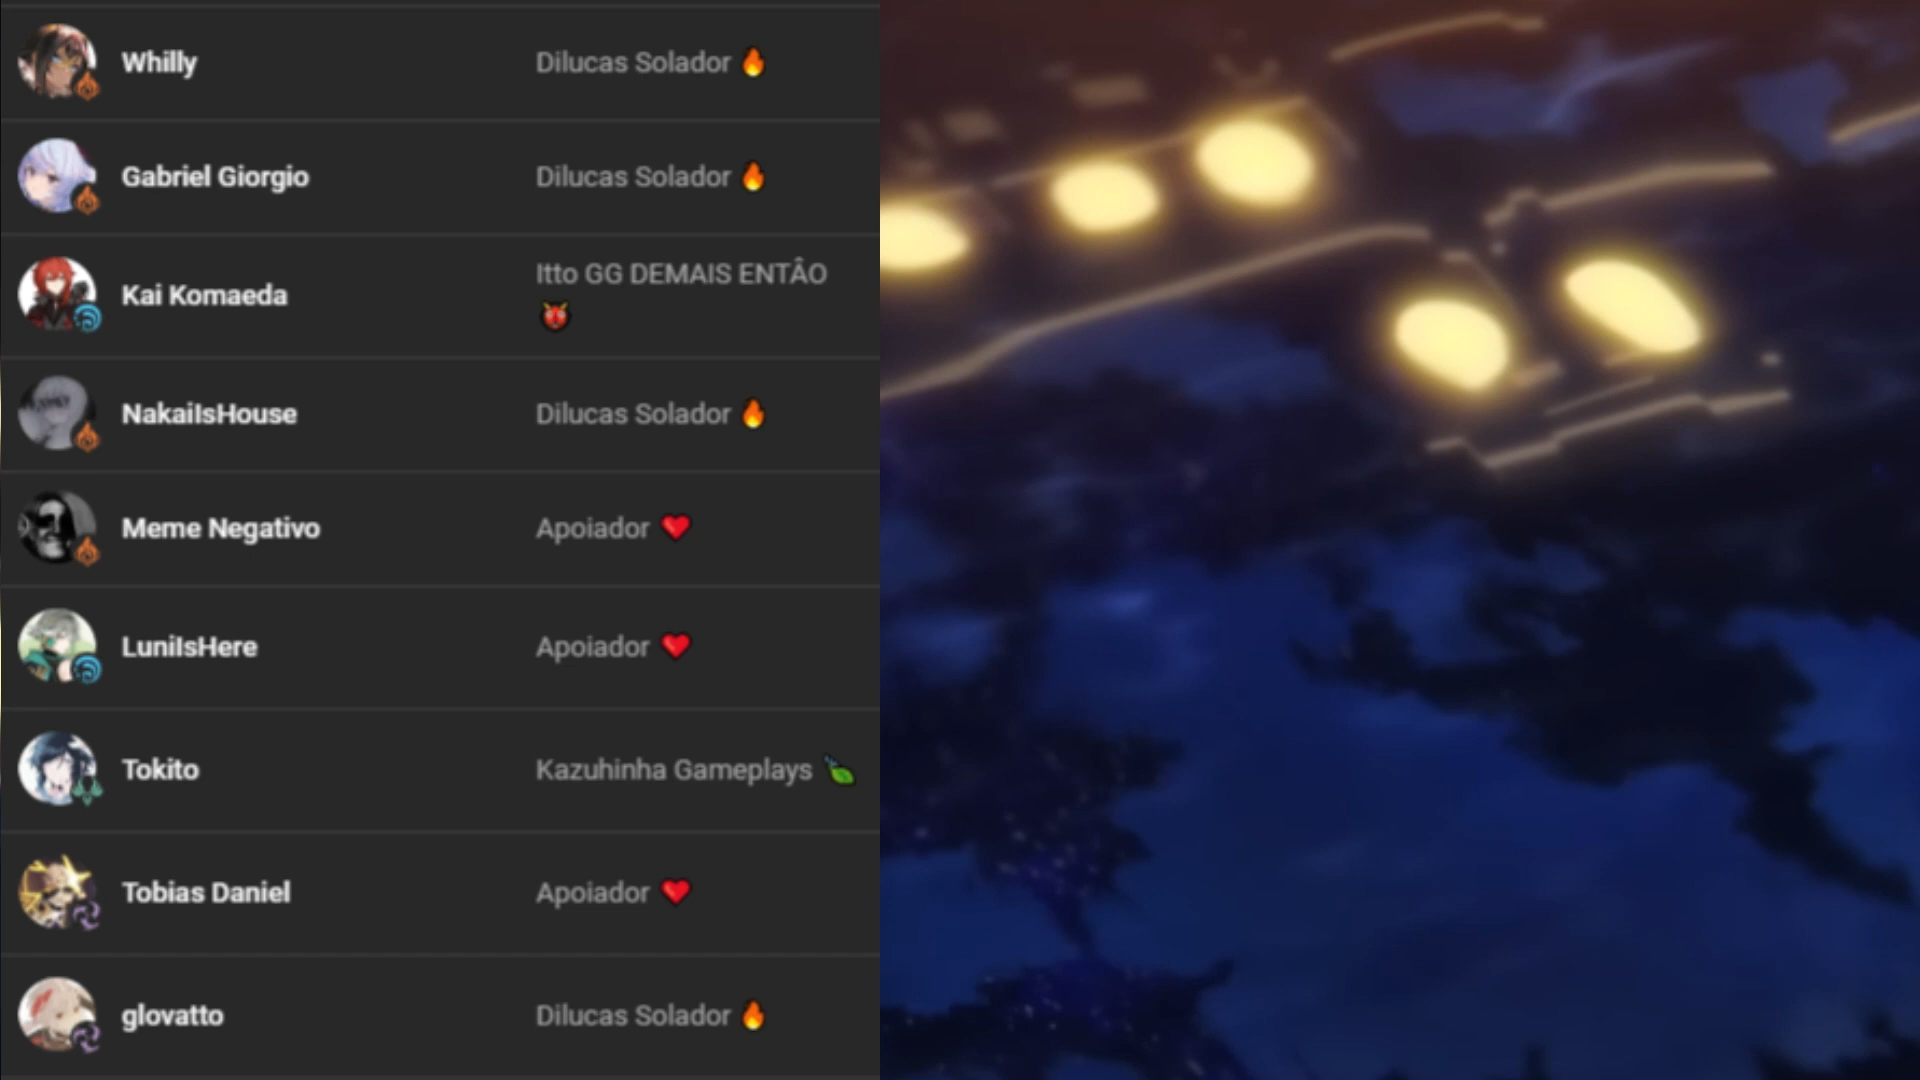 Whilly Dilucas Solador 🔥
Gabriel Giorgio Dilucas Solador 🔥
Kai Komaeda Itto GG DEMAIS ENTÂO
👹
NakaiIsHouse Dilucas Solador 🔥
Meme Negativo Apoiador ❤️
LuniIsHere Apoiador ❤️
Tokito Kazuhinha Gameplays 🍃
Tobias Daniel Apoiador ❤️
glovatto Dilucas Solador 🔥